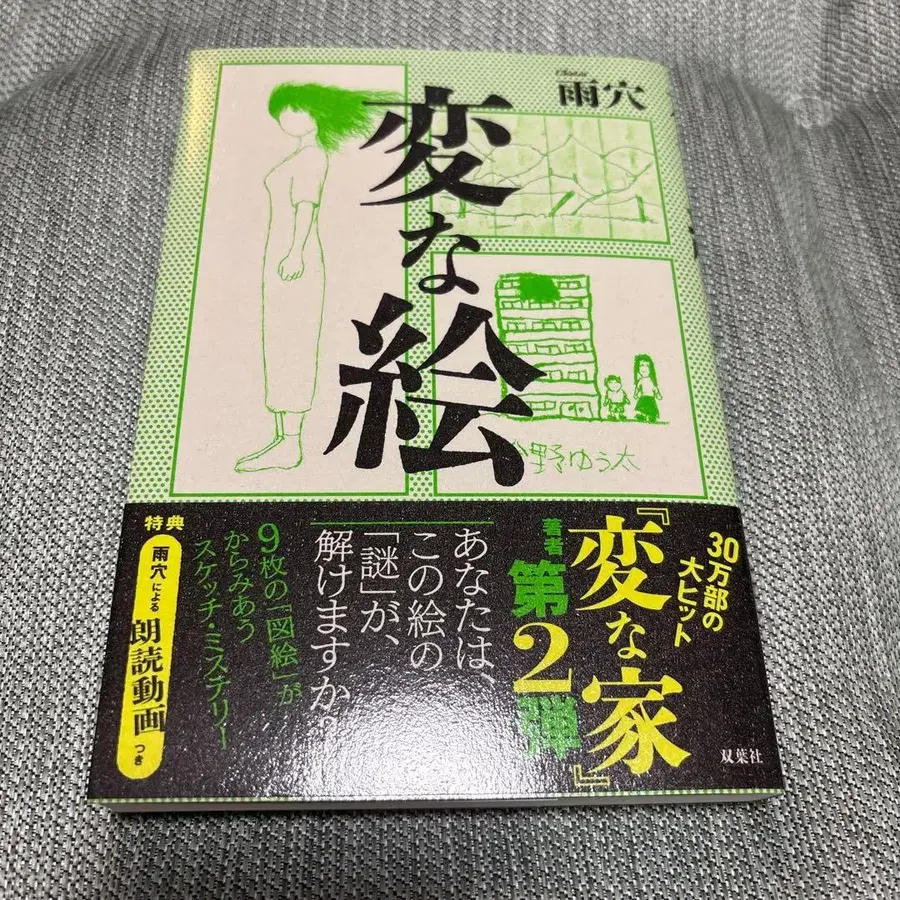 雨穴
変な絵
野ゆう太
30万部の
大ヒット
『変な家』
著者
第2弾
あなたは、
この絵の
「謎」が、
解けますか?
9枚の「図絵」が
からみあう
スケッチ・ミステリー
特典
雨穴による
朗読動画
つき
双葉社